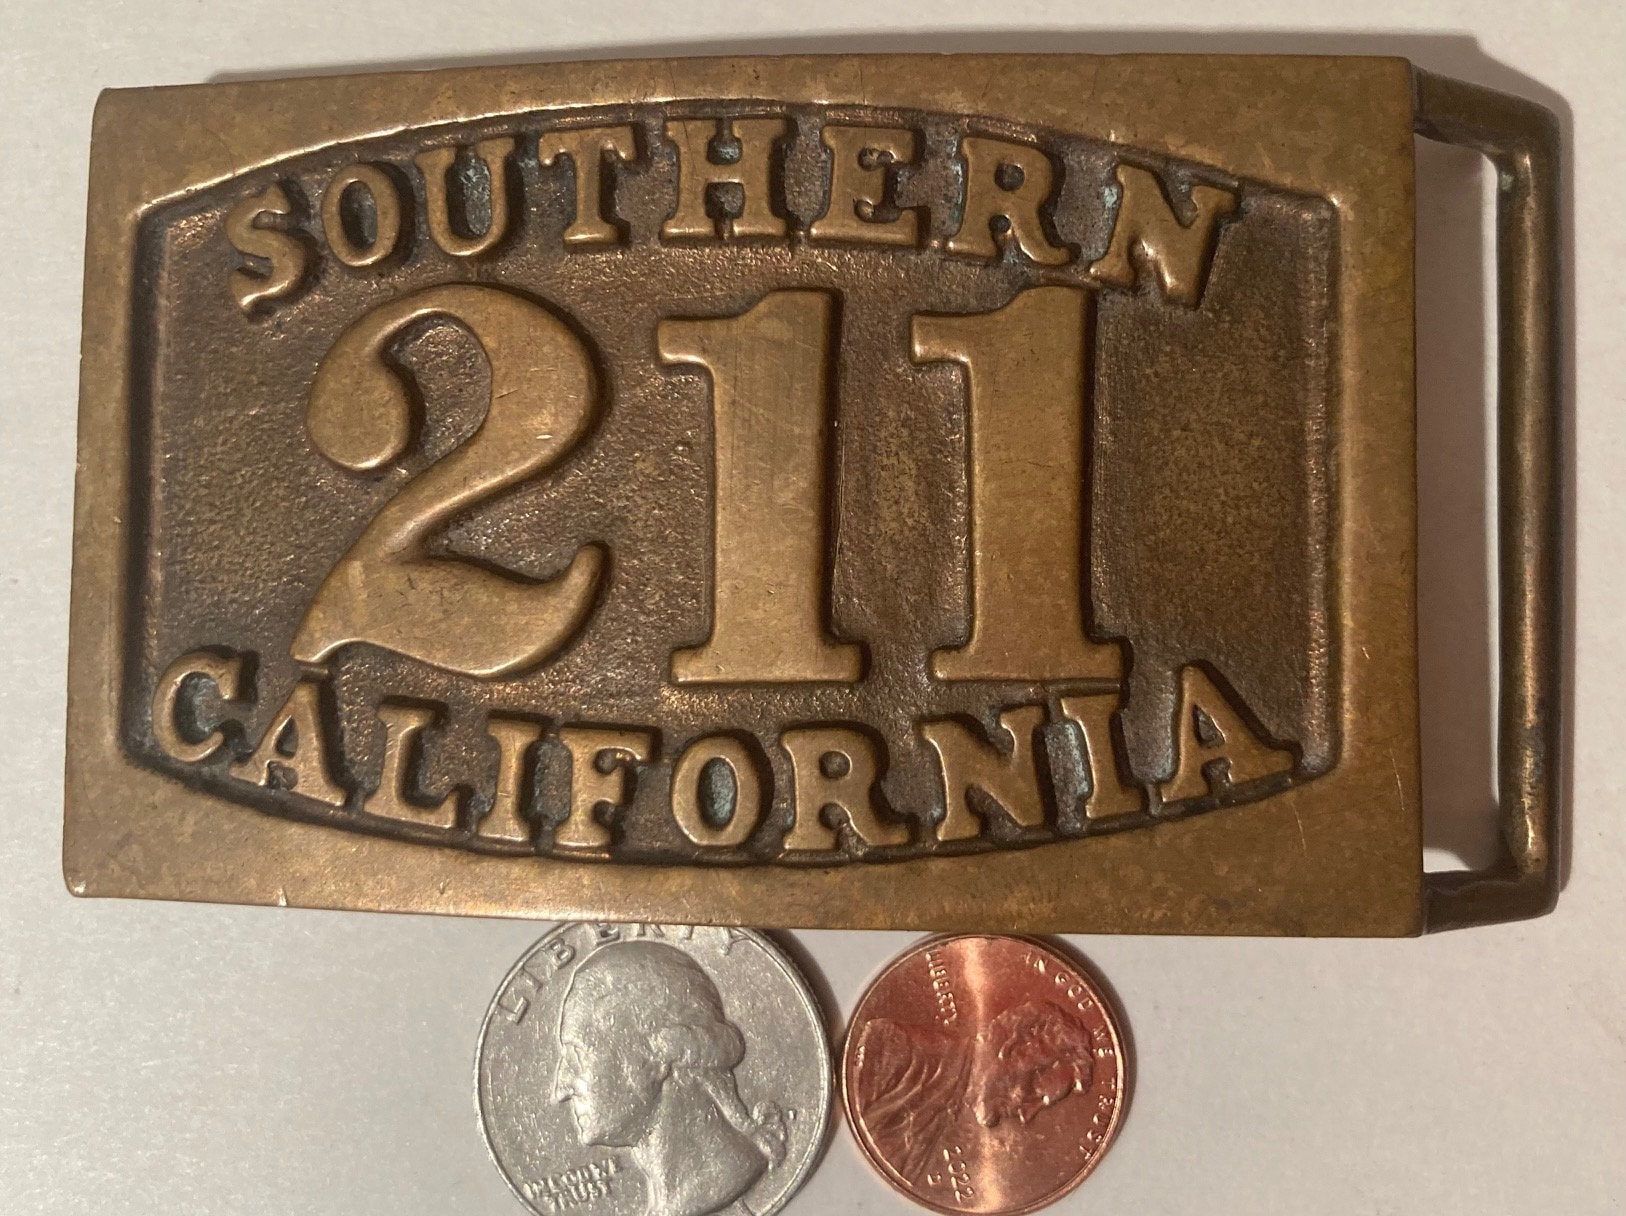 SOUTHERN
211
CALIFORNIA
LIBERTY
IN GOD WE
TRUST
LIBERTY
IN GOD WE TRUST
2022
D